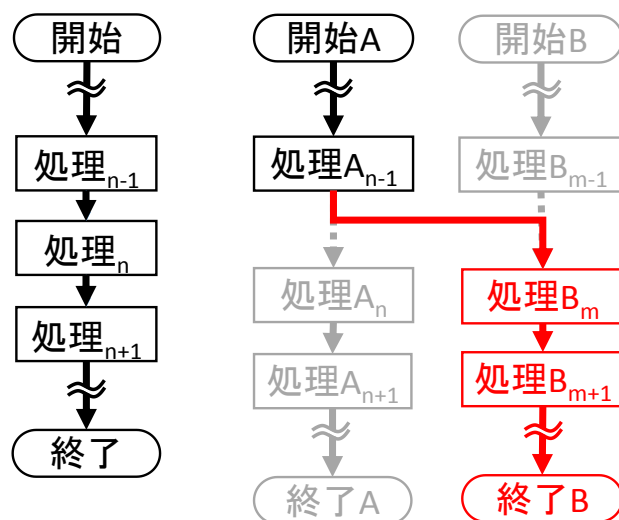 開始
処理n-1
処理n
処理n+1
終了
開始A
処理An-1
処理An
処理An+1
終了A
開始B
処理Bm-1
処理Bm
処理Bm+1
終了B